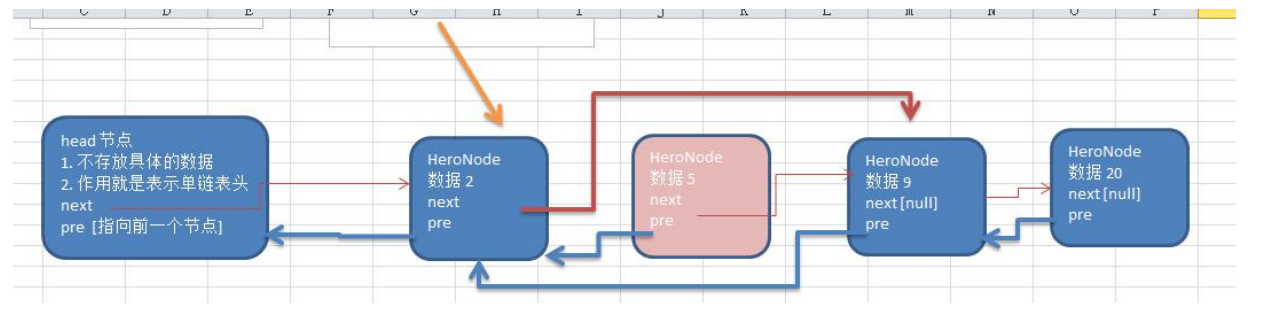 C D E F G H I J K L M N O P
head 节点
1. 不存放具体的数据
2. 作用就是表示单链表头
next
pre [指向前一个节点]
HeroNode
数据 2
next
pre
HeroNode
数据 5
next
pre
HeroNode
数据 9
next[null]
pre
HeroNode
数据 20
next[null]
pre